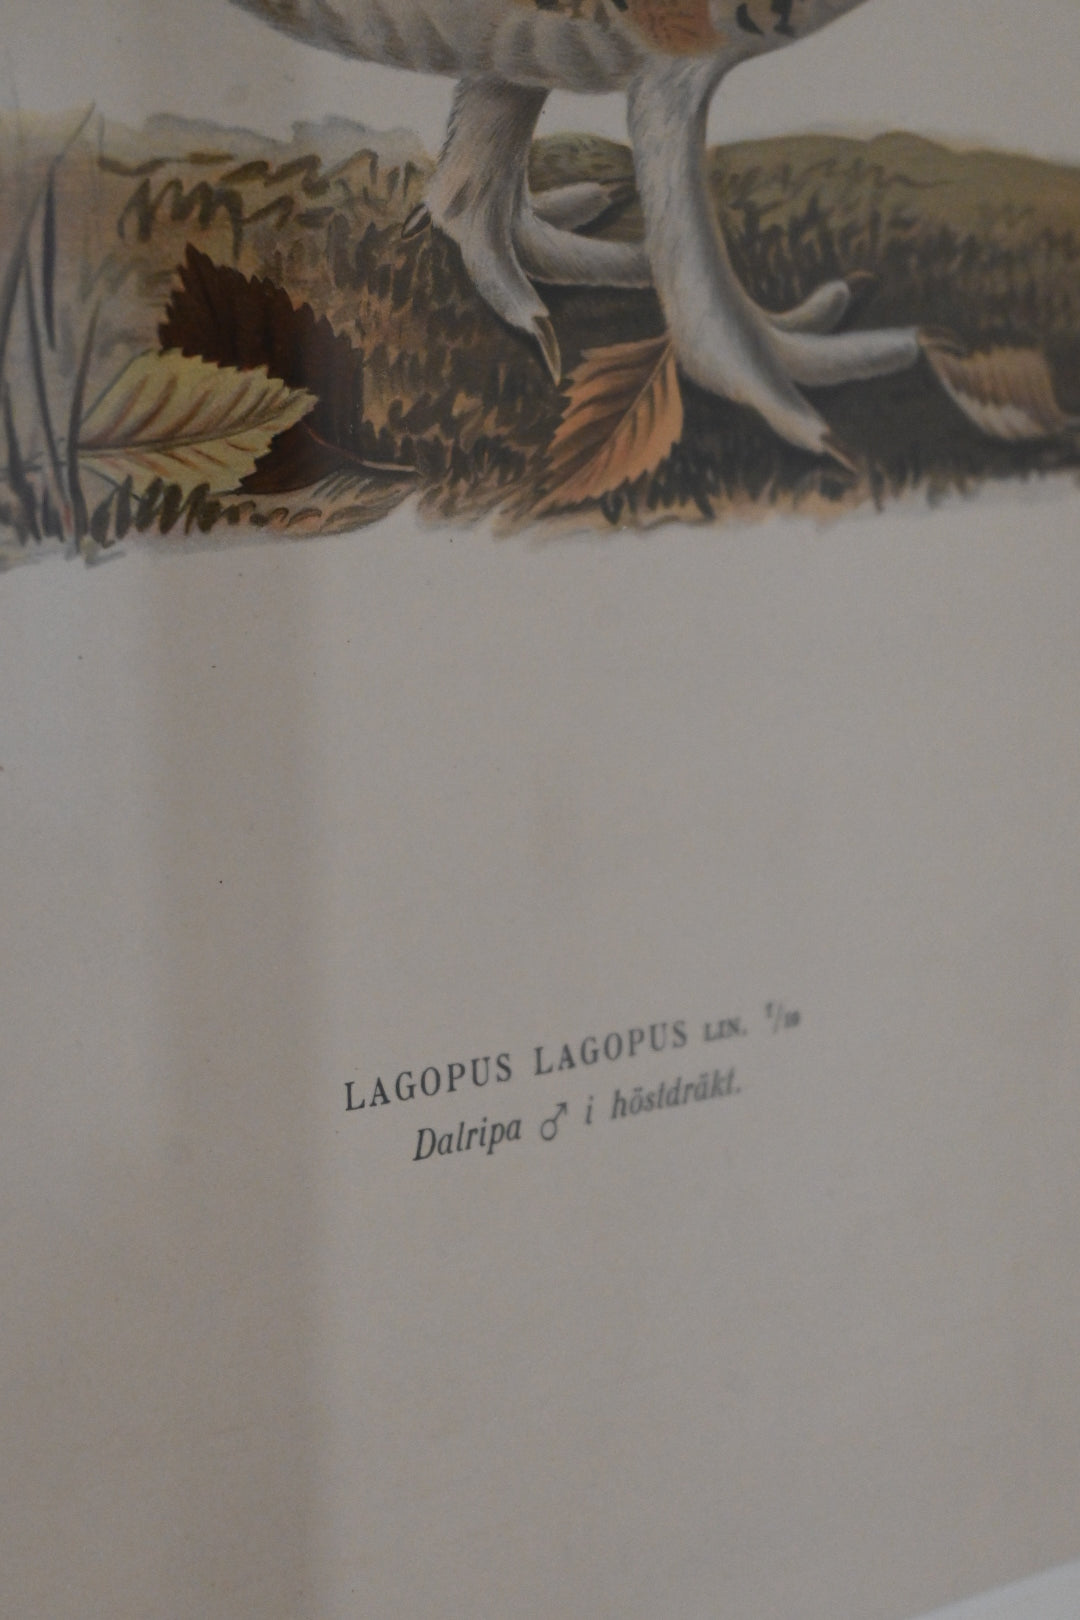 LAGOPUS LAGOPUS LIN. 1/10
Dalripa ♂ i höstdräkt.